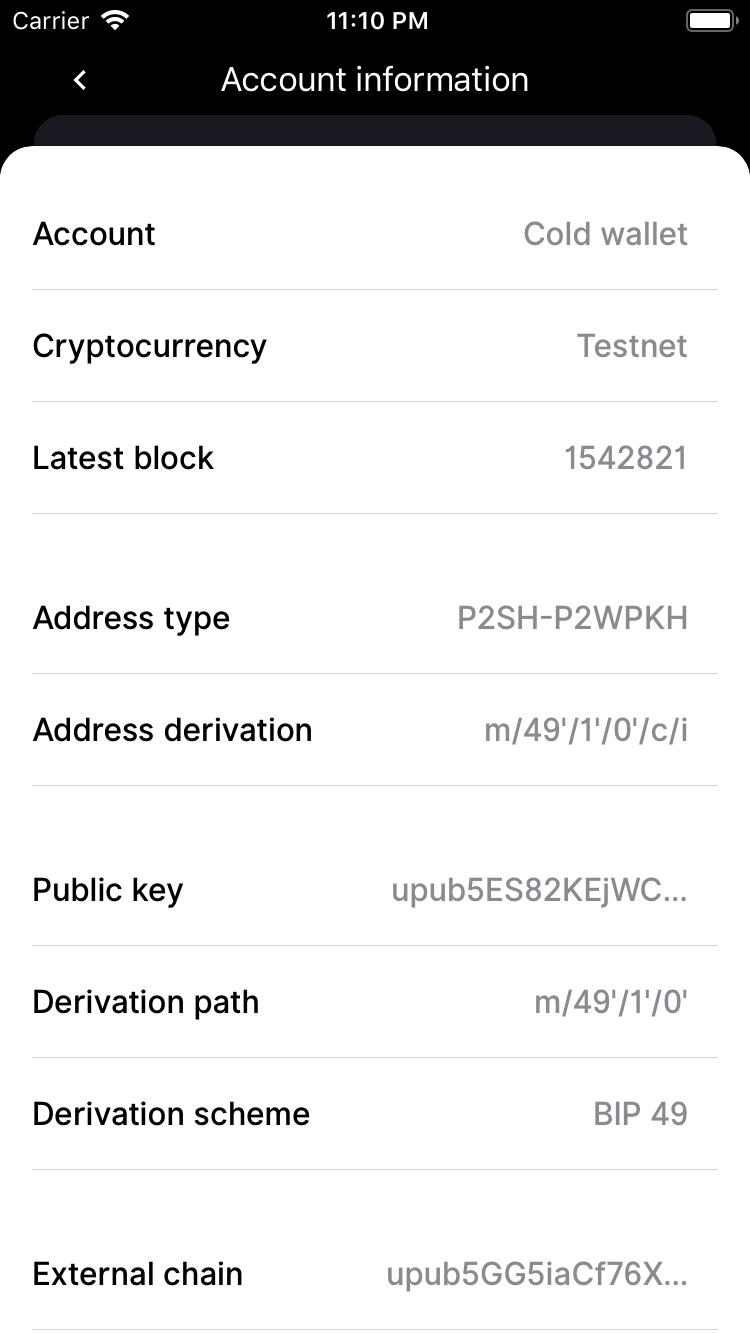 Carrier 11:10 PM
Account information
Account Cold wallet
Cryptocurrency Testnet
Latest block 1542821
Address type P2SH-P2WPKH
Address derivation m/49'/1'/0'/c/i
Public key upub5ES82KEjWC...
Derivation path m/49'/1'/0'
Derivation scheme BIP 49
External chain upub5GG5iaCf76X...